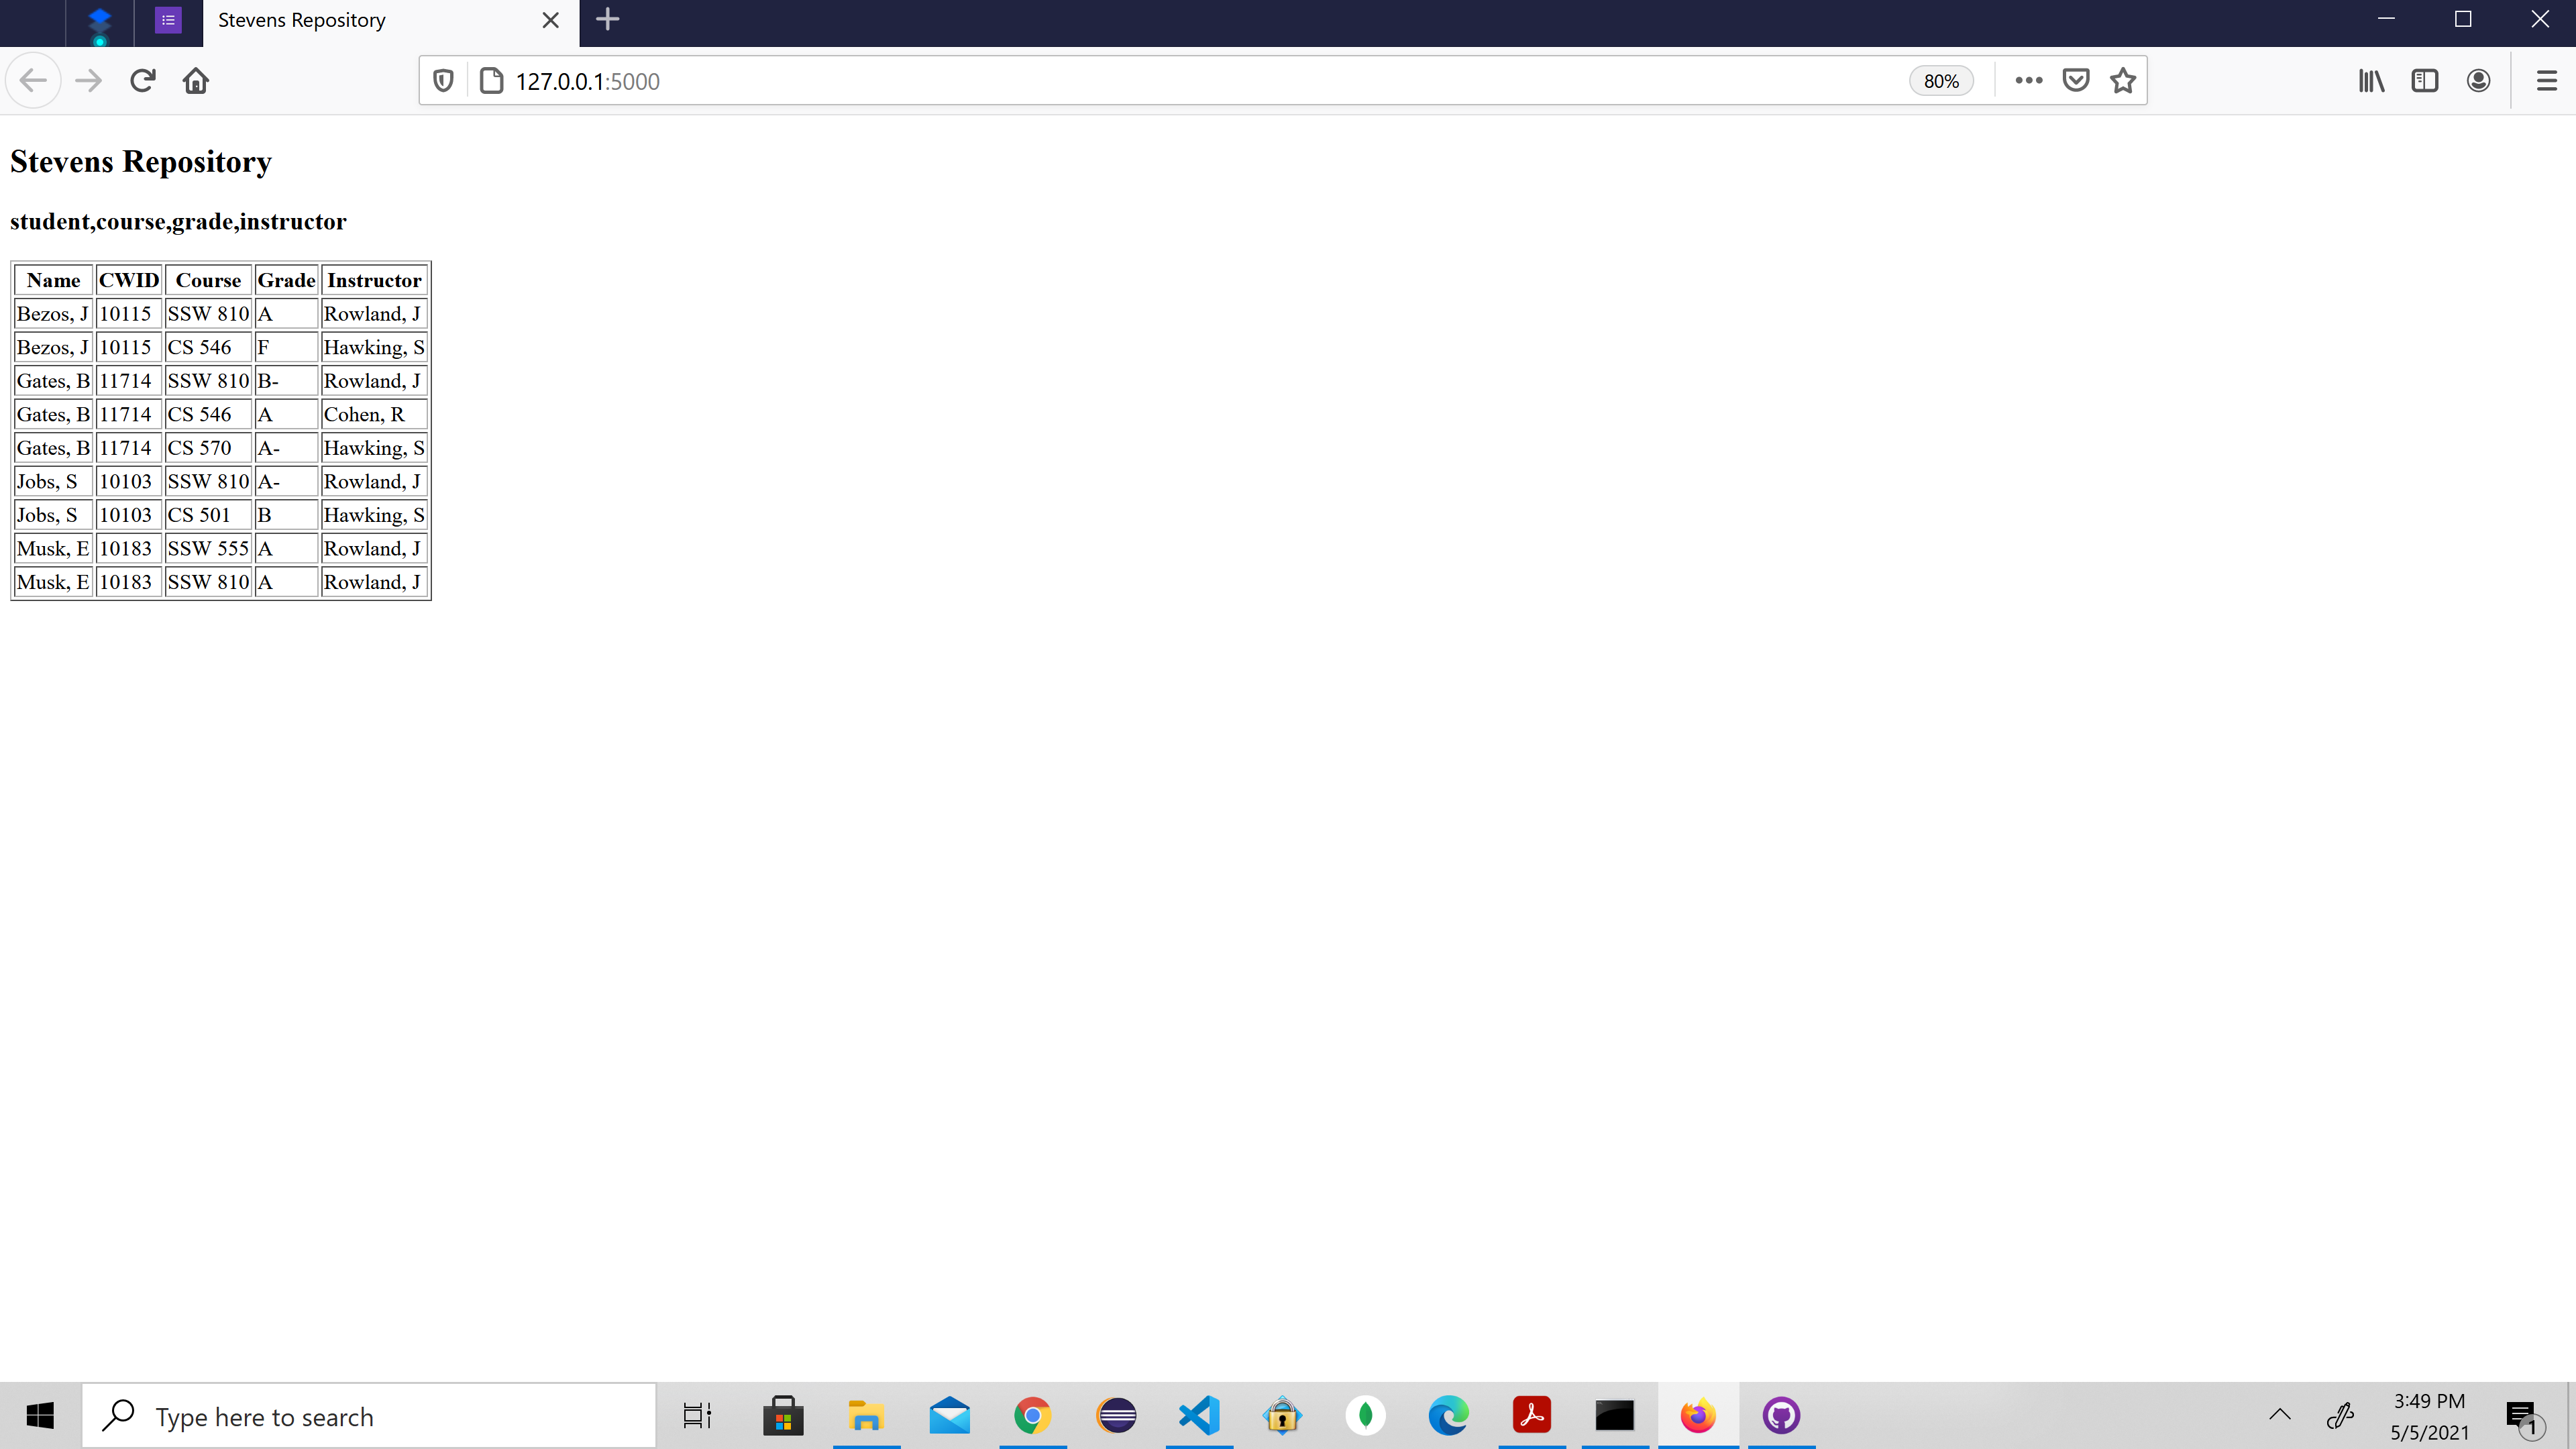 Stevens Repository
127.0.0.1:5000 80%
Stevens Repository
student,course,grade,instructor
Name CWID Course Grade Instructor
Bezos, J 10115 SSW 810 A Rowland, J
Bezos, J 10115 CS 546 F Hawking, S
Gates, B 11714 SSW 810 B- Rowland, J
Gates, B 11714 CS 546 A Cohen, R
Gates, B 11714 CS 570 A- Hawking, S
Jobs, S 10103 SSW 810 A- Rowland, J
Jobs, S 10103 CS 501 B Hawking, S
Musk, E 10183 SSW 555 A Rowland, J
Musk, E 10183 SSW 810 A Rowland, J
Type here to search
3:49 PM
5/5/2021
1